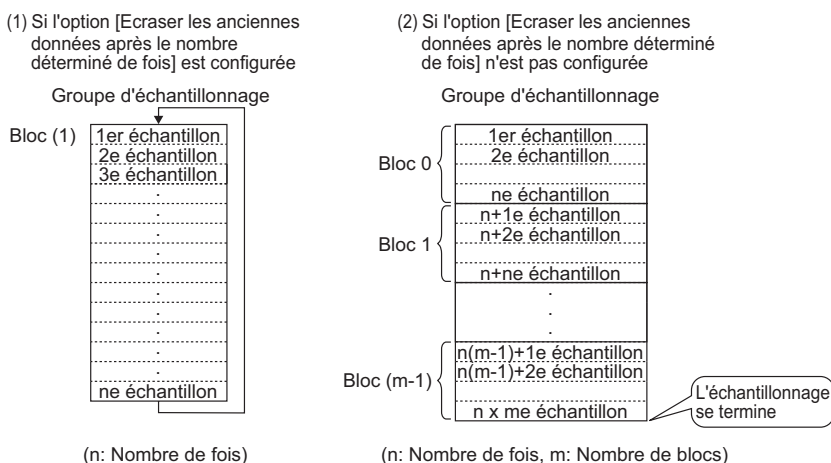 (1) Si l'option [Ecraser les anciennes
données après le nombre
déterminé de fois] est configurée
Groupe d'échantillonnage
Bloc (1)
1er échantillon
2e échantillon
3e échantillon
ne échantillon
(n: Nombre de fois)
(2) Si l'option [Ecraser les anciennes
données après le nombre déterminé
de fois] n'est pas configurée
Groupe d'échantillonnage
Bloc 0
1er échantillon
2e échantillon
ne échantillon
Bloc 1
n+1e échantillon
n+2e échantillon
n+ne échantillon
Bloc (m-1)
n(m-1)+1e échantillon
n(m-1)+2e échantillon
n x me échantillon
L'échantillonnage
se termine
(n: Nombre de fois, m: Nombre de blocs)